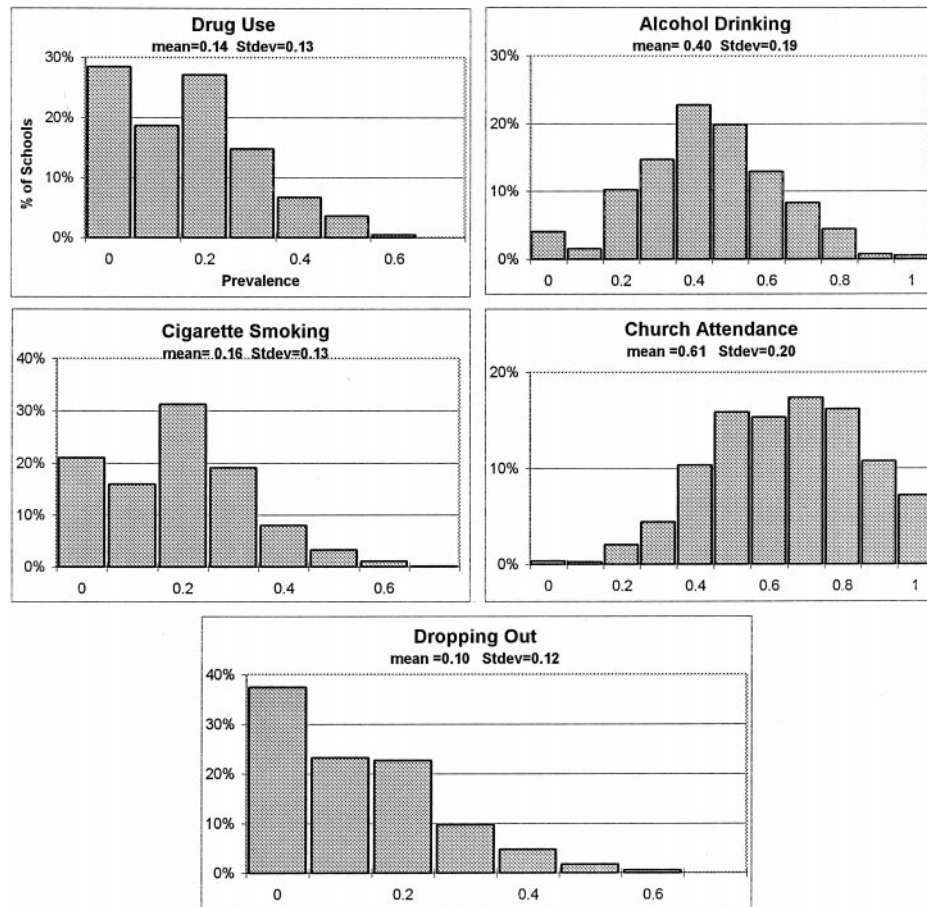 Drug Use
mean=0.14 Stdev=0.13
30%
20%
10%
0%
% of Schools
0 0.2 0.4 0.6
Prevalence
Alcohol Drinking
mean= 0.40 Stdev=0.19
30%
20%
10%
0%
0 0.2 0.4 0.6 0.8 1
Cigarette Smoking
mean= 0.16 Stdev=0.13
40%
30%
20%
10%
0%
0 0.2 0.4 0.6
Church Attendance
mean =0.61 Stdev=0.20
20%
10%
0%
0 0.2 0.4 0.6 0.8 1
Dropping Out
mean =0.10 Stdev=0.12
40%
30%
20%
10%
0%
0 0.2 0.4 0.6